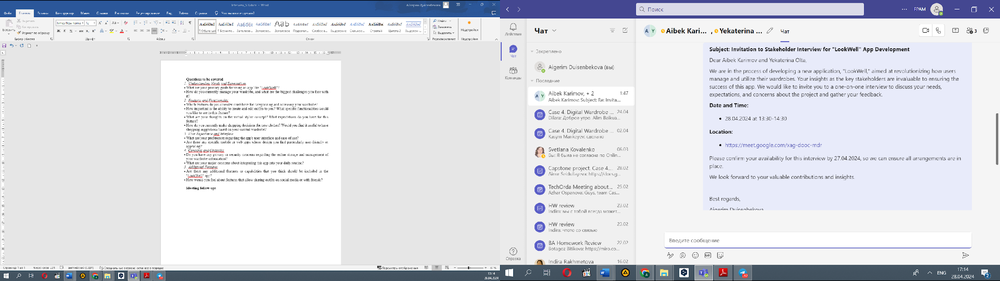 Interview_SH.docx - Word
Айгерим Дуйсенбекова
Файл Главная Вставка Конструктор Макет Ссылки Рассылки Рецензирование Вид Zotero Справка Что вы хотите сделать?
Вставить
Вырезать
Копировать
Формат по образцу
Буфер обмена
Times New Roma 12
Шрифт
Абзац
АаБбВвГ АаБбВвГ АаБбВв АаБбВвГ Ааb АаБбВвГ АаБбВвГ АаБбВвГ АаБбВвГ АаБбВв АаБбВвГ АаБбВвГ
1 Обычный 1 Без инте... Заголово... Заголово... Заголовок Подзагол... Слабое в... Выделение Сильное... Строгий Цитата 2 Выделенн...
Стили
Найти
Заменить
Выделить
Редактирование
Надстройки
Надстройки
Questions to be covered
1. Understanding Needs and Expectations
• What are your primary goals for using an app like "LookWell"?
• How do you currently manage your wardrobe, and what are the biggest challenges you face with
it?
2. Features and Functionality
• Which features do you consider must-have for categorizing and accessing your wardrobe?
• How important is the ability to create and edit outfits to you? What specific functionalities would
you like to see in this feature?
• What are your thoughts on the virtual stylist concept? What expectations do you have for this
feature?
• How do you currently make shopping decisions for new clothes? Would you find it useful to have
shopping suggestions based on your current wardrobe?
3. User Experience and Interface
• What are your preferences regarding the app's user interface and ease of use?
• Are there any specific mobile or web apps whose design you find particularly user-friendly or
appealing?
4. Concerns and Obstacles
• Do you have any privacy or security concerns regarding the online storage and management of
your wardrobe information?
• What are your major concerns about integrating this app into your daily routine?
5. Additional Features
• Are there any additional features or capabilities that you think should be included in the
"LookWell" app?
• How would you feel about features that allow sharing outfits on social media or with friends?
Meeting follow-ups
Страница 1 из 1 Число слов: 224 английский (США) Специальные возможности: все в порядке Параметры отображения
17:14
28.04.2024
Поиск
EPAM
Действия
Чат
Команды
Справка
Чат
Закреплено
Aigerim Duisenbekova (вы)
Последние
Aibek Karimov, + 2 1:47
Aibek Karimov: Subject: Re: Invita...
Case 4. Digital Wardrobe ... 24.04
Dilara: Доброе утро. Alim Baikua...
Case 4. Digital Wardrobe ... 02.04
Kasym Mankeyev: сделано
Svetlana Kovalenko 06.03
Вы: Я была не согласна по Onlin...
Capstone project. Case 4.... 28.02
Ainur Seidullayeva: https://docs.g...
TechOrda Meeting about... 25.02
Azhar Ospanova: Guys, team Cas...
HW review 23.02
Indira: мы с тобой всегда может...
HW review 23.02
Indira: чтото со связью
BA Homework Review 22.02
Botagoz Bitikova: https://miro.co...
Indira Rakhmetova 16.02
A Y Aibek Kari... , Yekaterina ... Чат
3
Subject: Invitation to Stakeholder Interview for "LookWell" App Development
Dear Aibek Karimov and Yekaterina Olta,
We are in the process of developing a new application, "LookWell," aimed at revolutionizing how users
manage and utilize their wardrobes. Your insights as the key stakeholders are invaluable to ensuring the
success of this app. We would like to invite you to a one-on-one interview to discuss your needs,
expectations, and concerns about the project and gather your feedback.
Date and Time:
• 28.04.2024 at 13:30-14:30
Location:
• https://meet.google.com/xag-dooc-mdr
Please confirm your availability for this interview by 27.04.2024, so we can ensure all arrangements are in
place.
We look forward to your valuable contributions and insights.
Best regards,
Aigerim Duisenbekova
Введите сообщение
ENG
17:14
28.04.2024